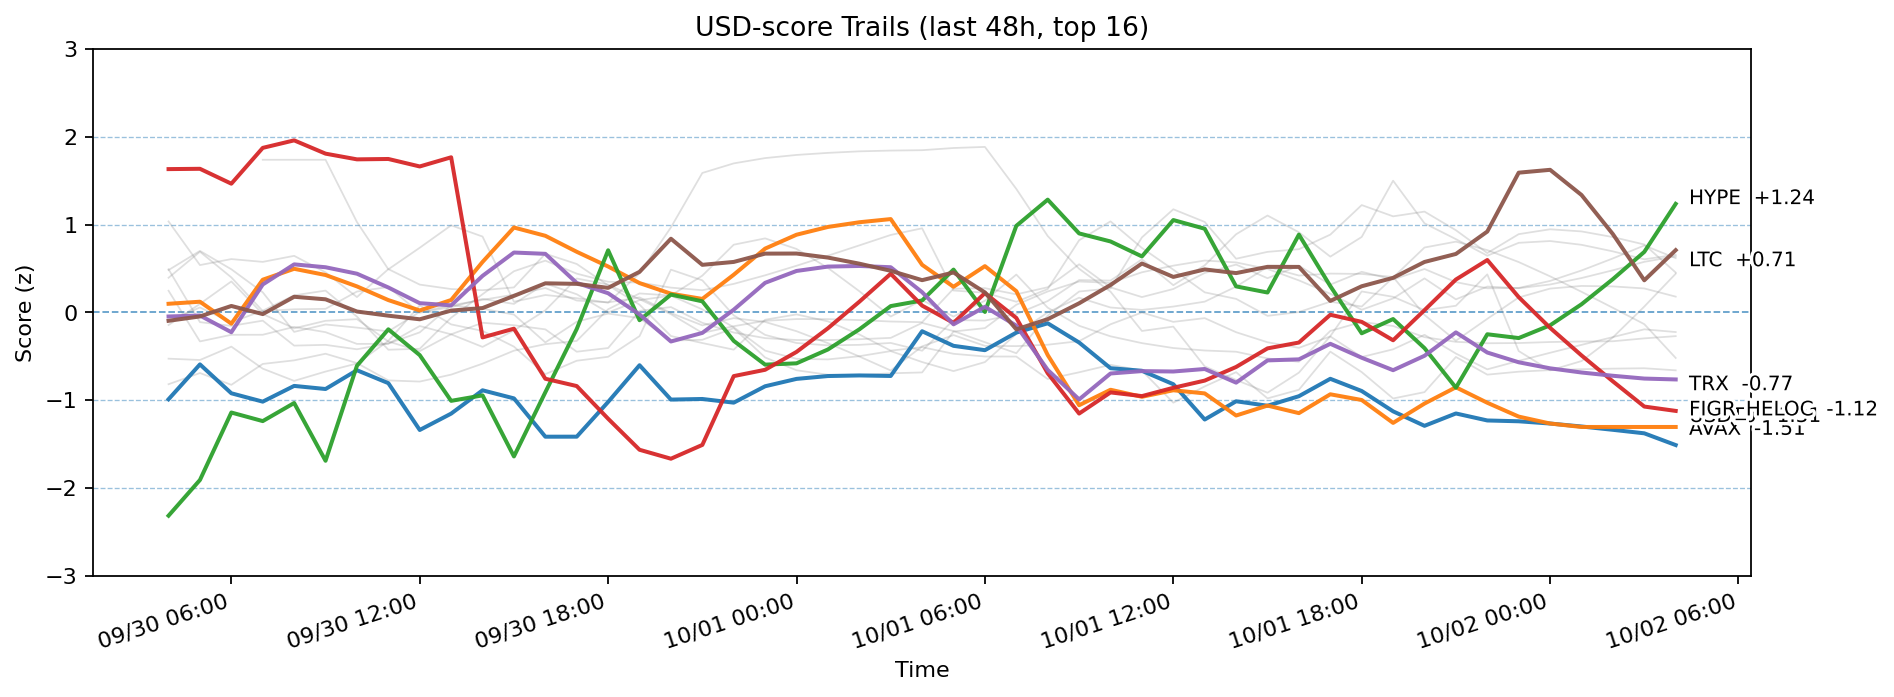 USD-score Trails (last 48h, top 16)
Score (z)
3
2
1
0
−1
−2
−3
HYPE +1.24
LTC +0.71
TRX -0.77
FIGR_HELOC -1.12
AVAX -1.51
09/30 06:00
09/30 12:00
09/30 18:00
10/01 00:00
10/01 06:00
10/01 12:00
10/01 18:00
10/02 00:00
10/02 06:00
Time